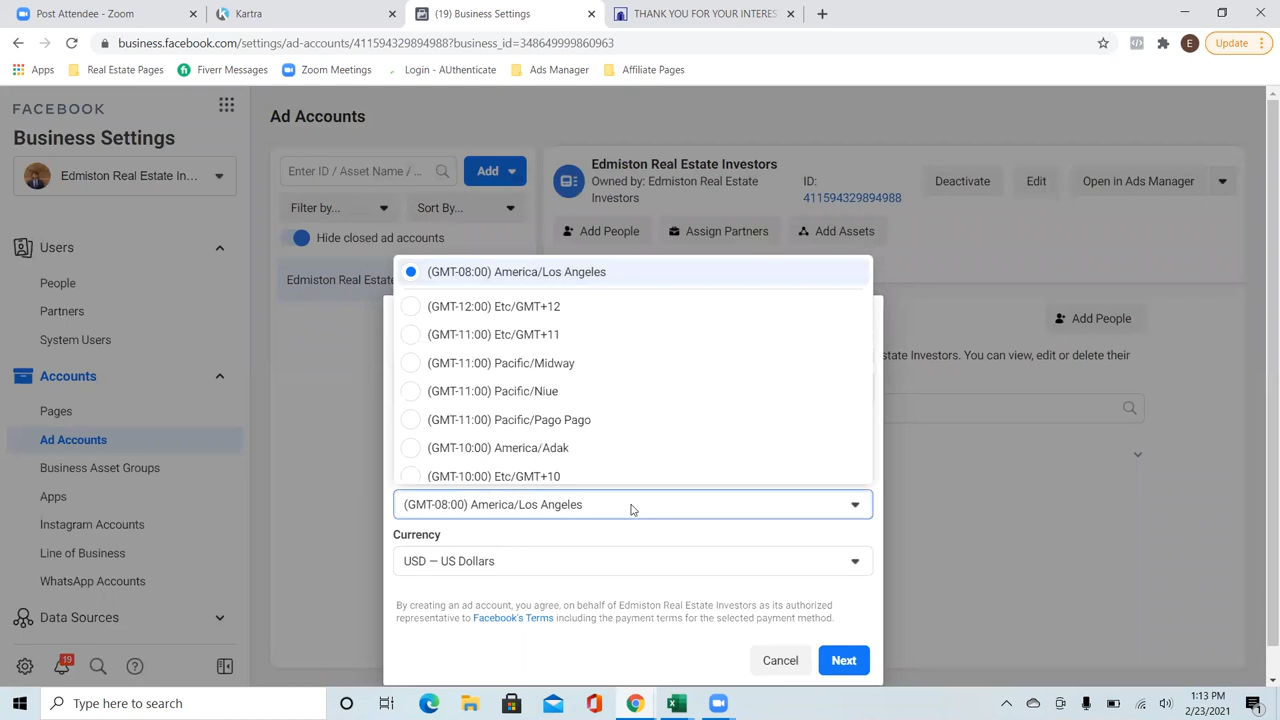 Post Attendee - Zoom
Kartra
(19) Business Settings
THANK YOU FOR YOUR INTERES
business.facebook.com/settings/ad-accounts/411594329894988?business_id=348649999860963
E
Update
Apps
Real Estate Pages
Fiverr Messages
Zoom Meetings
Login - AUthenticate
Ads Manager
Affiliate Pages
FACEBOOK
Business Settings
Edmiston Real Estate In...
Users
People
Partners
System Users
Accounts
Pages
Ad Accounts
Business Asset Groups
Apps
Instagram Accounts
Line of Business
WhatsApp Accounts
Data Sources
19
Ad Accounts
Enter ID / Asset Name / ...
Add
Filter by...
Sort By...
Hide closed ad accounts
Edmiston Real Estate
Edmiston Real Estate Investors
Owned by: Edmiston Real Estate
Investors
ID:
411594329894988
Deactivate
Edit
Open in Ads Manager
Add People
Assign Partners
Add Assets
Add People
state Investors. You can view, edit or delete their
(GMT-08:00) America/Los Angeles
(GMT-12:00) Etc/GMT+12
(GMT-11:00) Etc/GMT+11
(GMT-11:00) Pacific/Midway
(GMT-11:00) Pacific/Niue
(GMT-11:00) Pacific/Pago Pago
(GMT-10:00) America/Adak
(GMT-10:00) Etc/GMT+10
(GMT-08:00) America/Los Angeles
Currency
USD — US Dollars
By creating an ad account, you agree, on behalf of Edmiston Real Estate Investors as its authorized
representative to Facebook's Terms including the payment terms for the selected payment method.
Cancel
Next
Type here to search
1:13 PM
2/23/2021
1